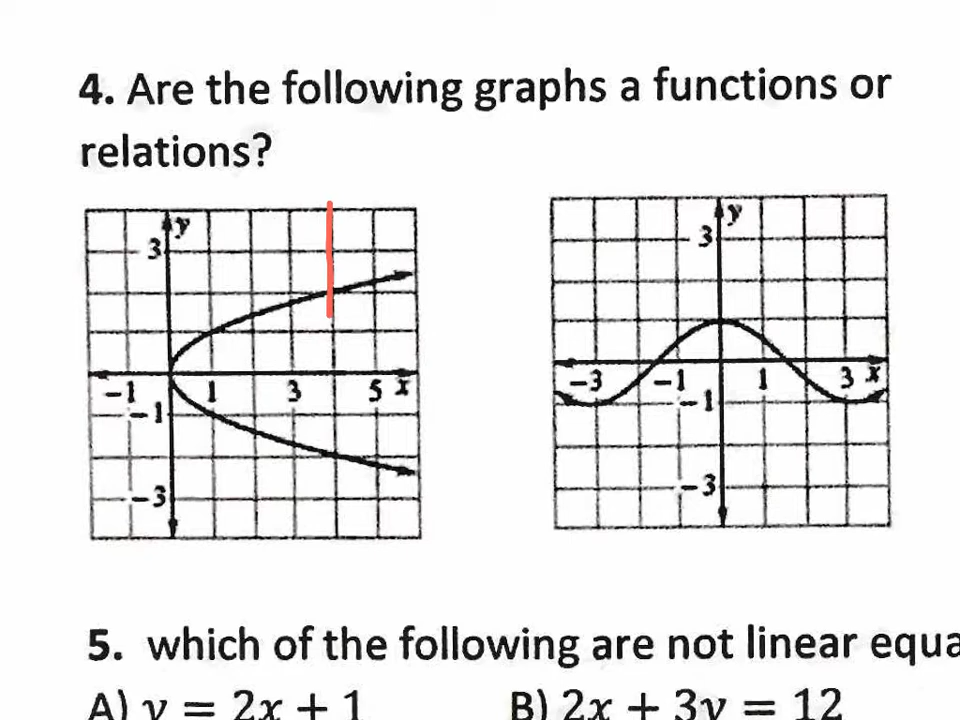 4. Are the following graphs a functions or
relations?
y
3
-1 1 3 5 x
-1
-3
y
3
-3 -1 1 3 x
-1
-3
5. which of the following are not linear equa
A) y = 2x + 1 B) 2x + 3y = 12